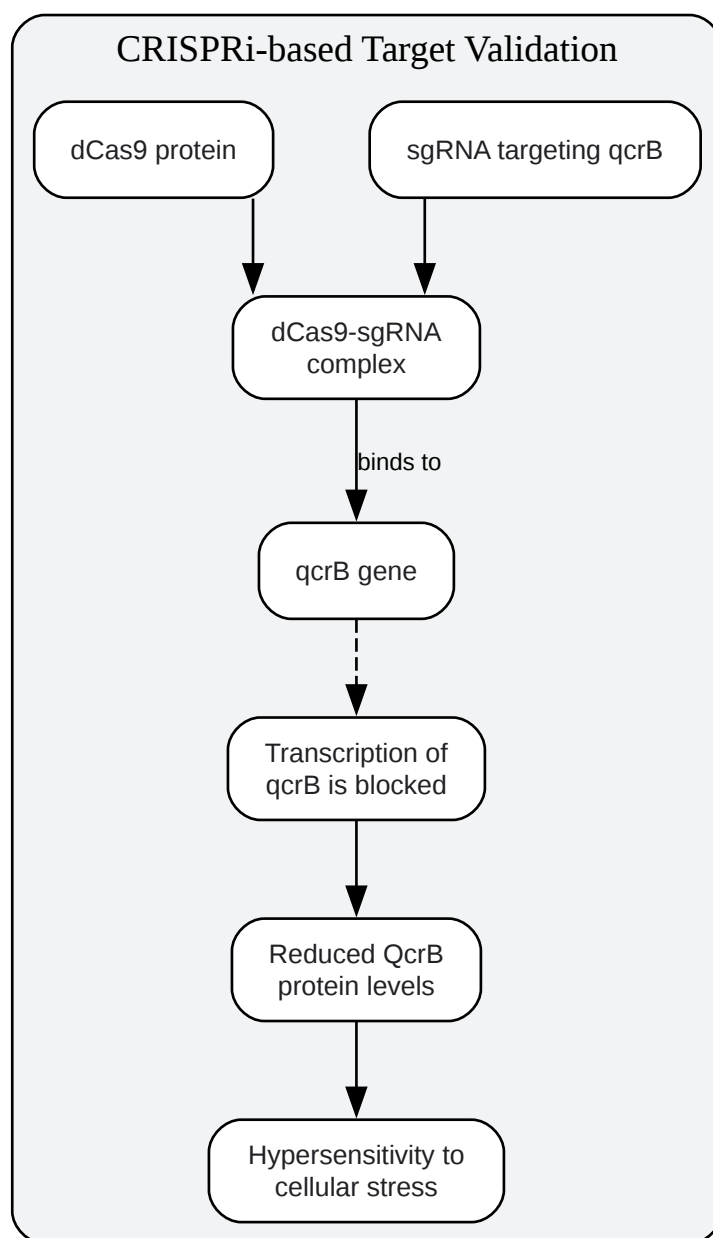 CRISPRi-based Target Validation
dCas9 protein
sgRNA targeting qcrB
dCas9-sgRNA
complex
binds to
qcrB gene
Transcription of
qcrB is blocked
Reduced QcrB
protein levels
Hypersensitivity to
cellular stress